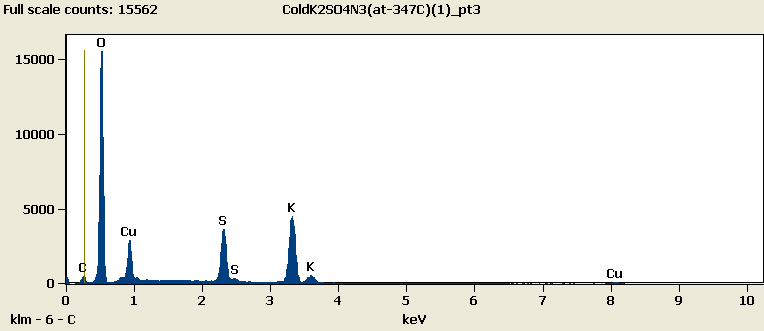 Full scale counts: 15562 ColdK2SO4N3(at-347C)(1)_pt3
O
15000
10000
5000
Cu
S
K
C
S
K
Cu
0
0 1 2 3 4 5 6 7 8 9 10
klm - 6 - C keV